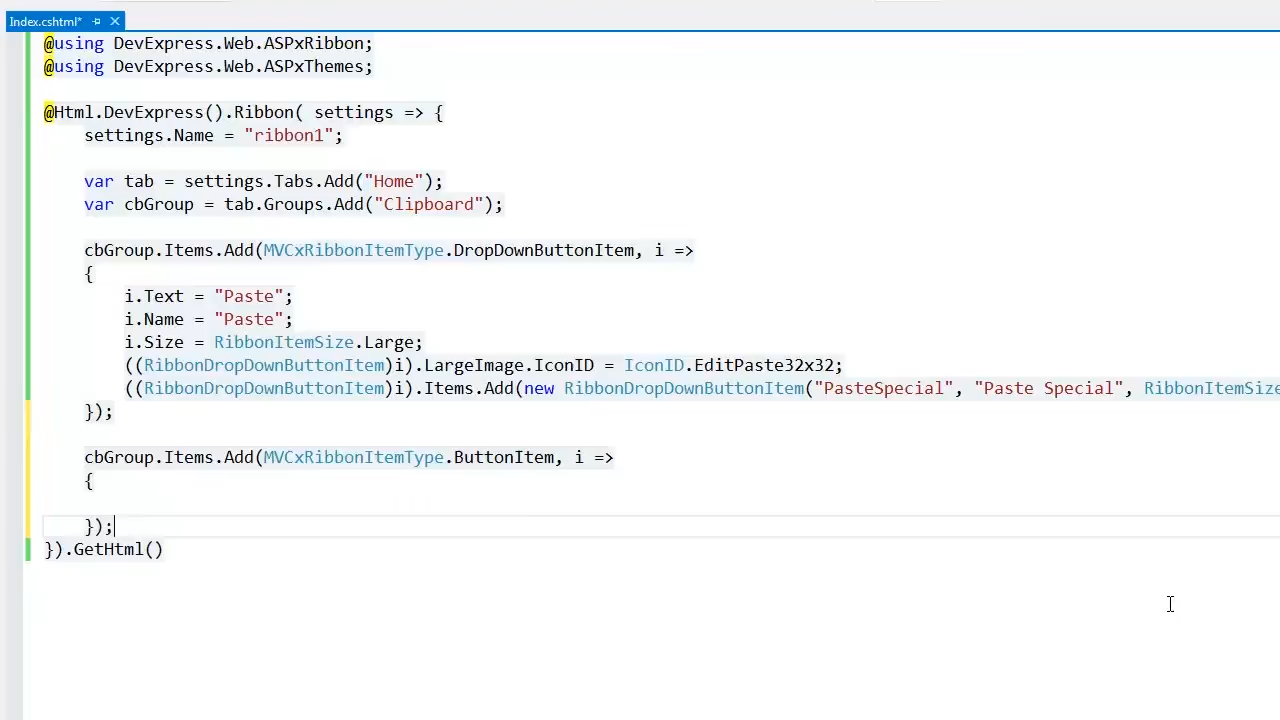 Index.cshtml*
@using DevExpress.Web.ASPxRibbon;
@using DevExpress.Web.ASPxThemes;
@Html.DevExpress().Ribbon( settings => {
settings.Name = "ribbon1";
var tab = settings.Tabs.Add("Home");
var cbGroup = tab.Groups.Add("Clipboard");
cbGroup.Items.Add(MVCxRibbonItemType.DropDownButtonItem, i =>
{
i.Text = "Paste";
i.Name = "Paste";
i.Size = RibbonItemSize.Large;
((RibbonDropDownButtonItem)i).LargeImage.IconID = IconID.EditPaste32x32;
((RibbonDropDownButtonItem)i).Items.Add(new RibbonDropDownButtonItem("PasteSpecial", "Paste Special", RibbonItemSize
});
cbGroup.Items.Add(MVCxRibbonItemType.ButtonItem, i =>
{
});
}).GetHtml()